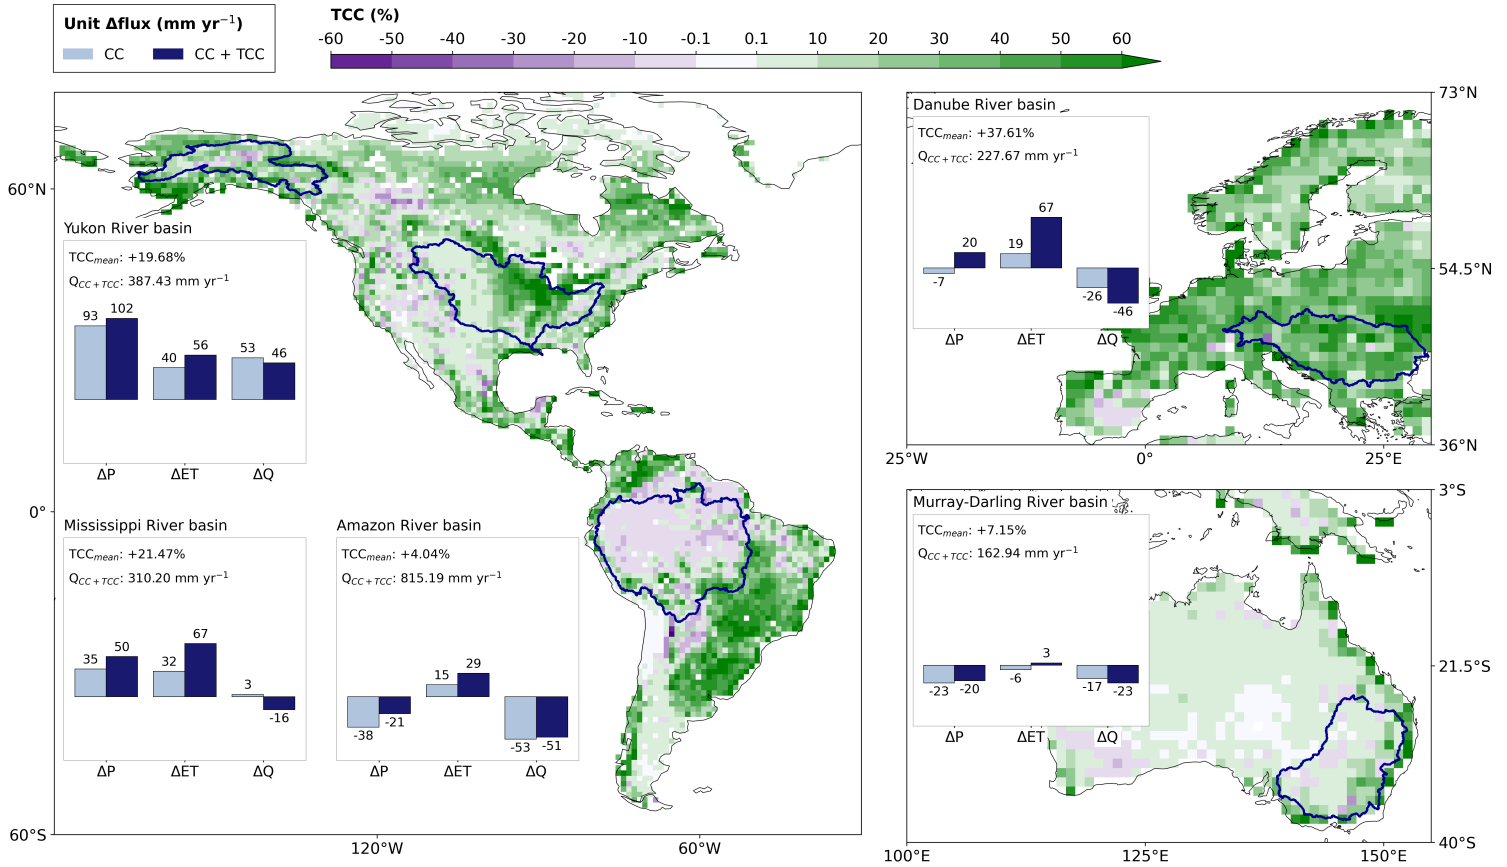 Unit Δflux (mm yr−1)
CC
CC + TCC
TCC (%)
-60 -50 -40 -30 -20 -10 -0.1 0.1 10 20 30 40 50 60
60°N
0°
60°S
120°W 60°W
Yukon River basin
TCCmean: +19.68%
QCC+TCC: 387.43 mm yr−1
93 102 40 56 53 46
ΔP ΔET ΔQ
Mississippi River basin
TCCmean: +21.47%
QCC+TCC: 310.20 mm yr−1
35 50 32 67 3 -16
ΔP ΔET ΔQ
Amazon River basin
TCCmean: +4.04%
QCC+TCC: 815.19 mm yr−1
-38 -21 15 29 -53 -51
ΔP ΔET ΔQ
Danube River basin
TCCmean: +37.61%
QCC+TCC: 227.67 mm yr−1
-7 20 19 67 -26 -46
ΔP ΔET ΔQ
73°N
54.5°N
36°N
25°W 0° 25°E
Murray-Darling River basin
TCCmean: +7.15%
QCC+TCC: 162.94 mm yr−1
-23 -20 -6 3 -17 -23
ΔP ΔET ΔQ
3°S
21.5°S
40°S
100°E 125°E 150°E